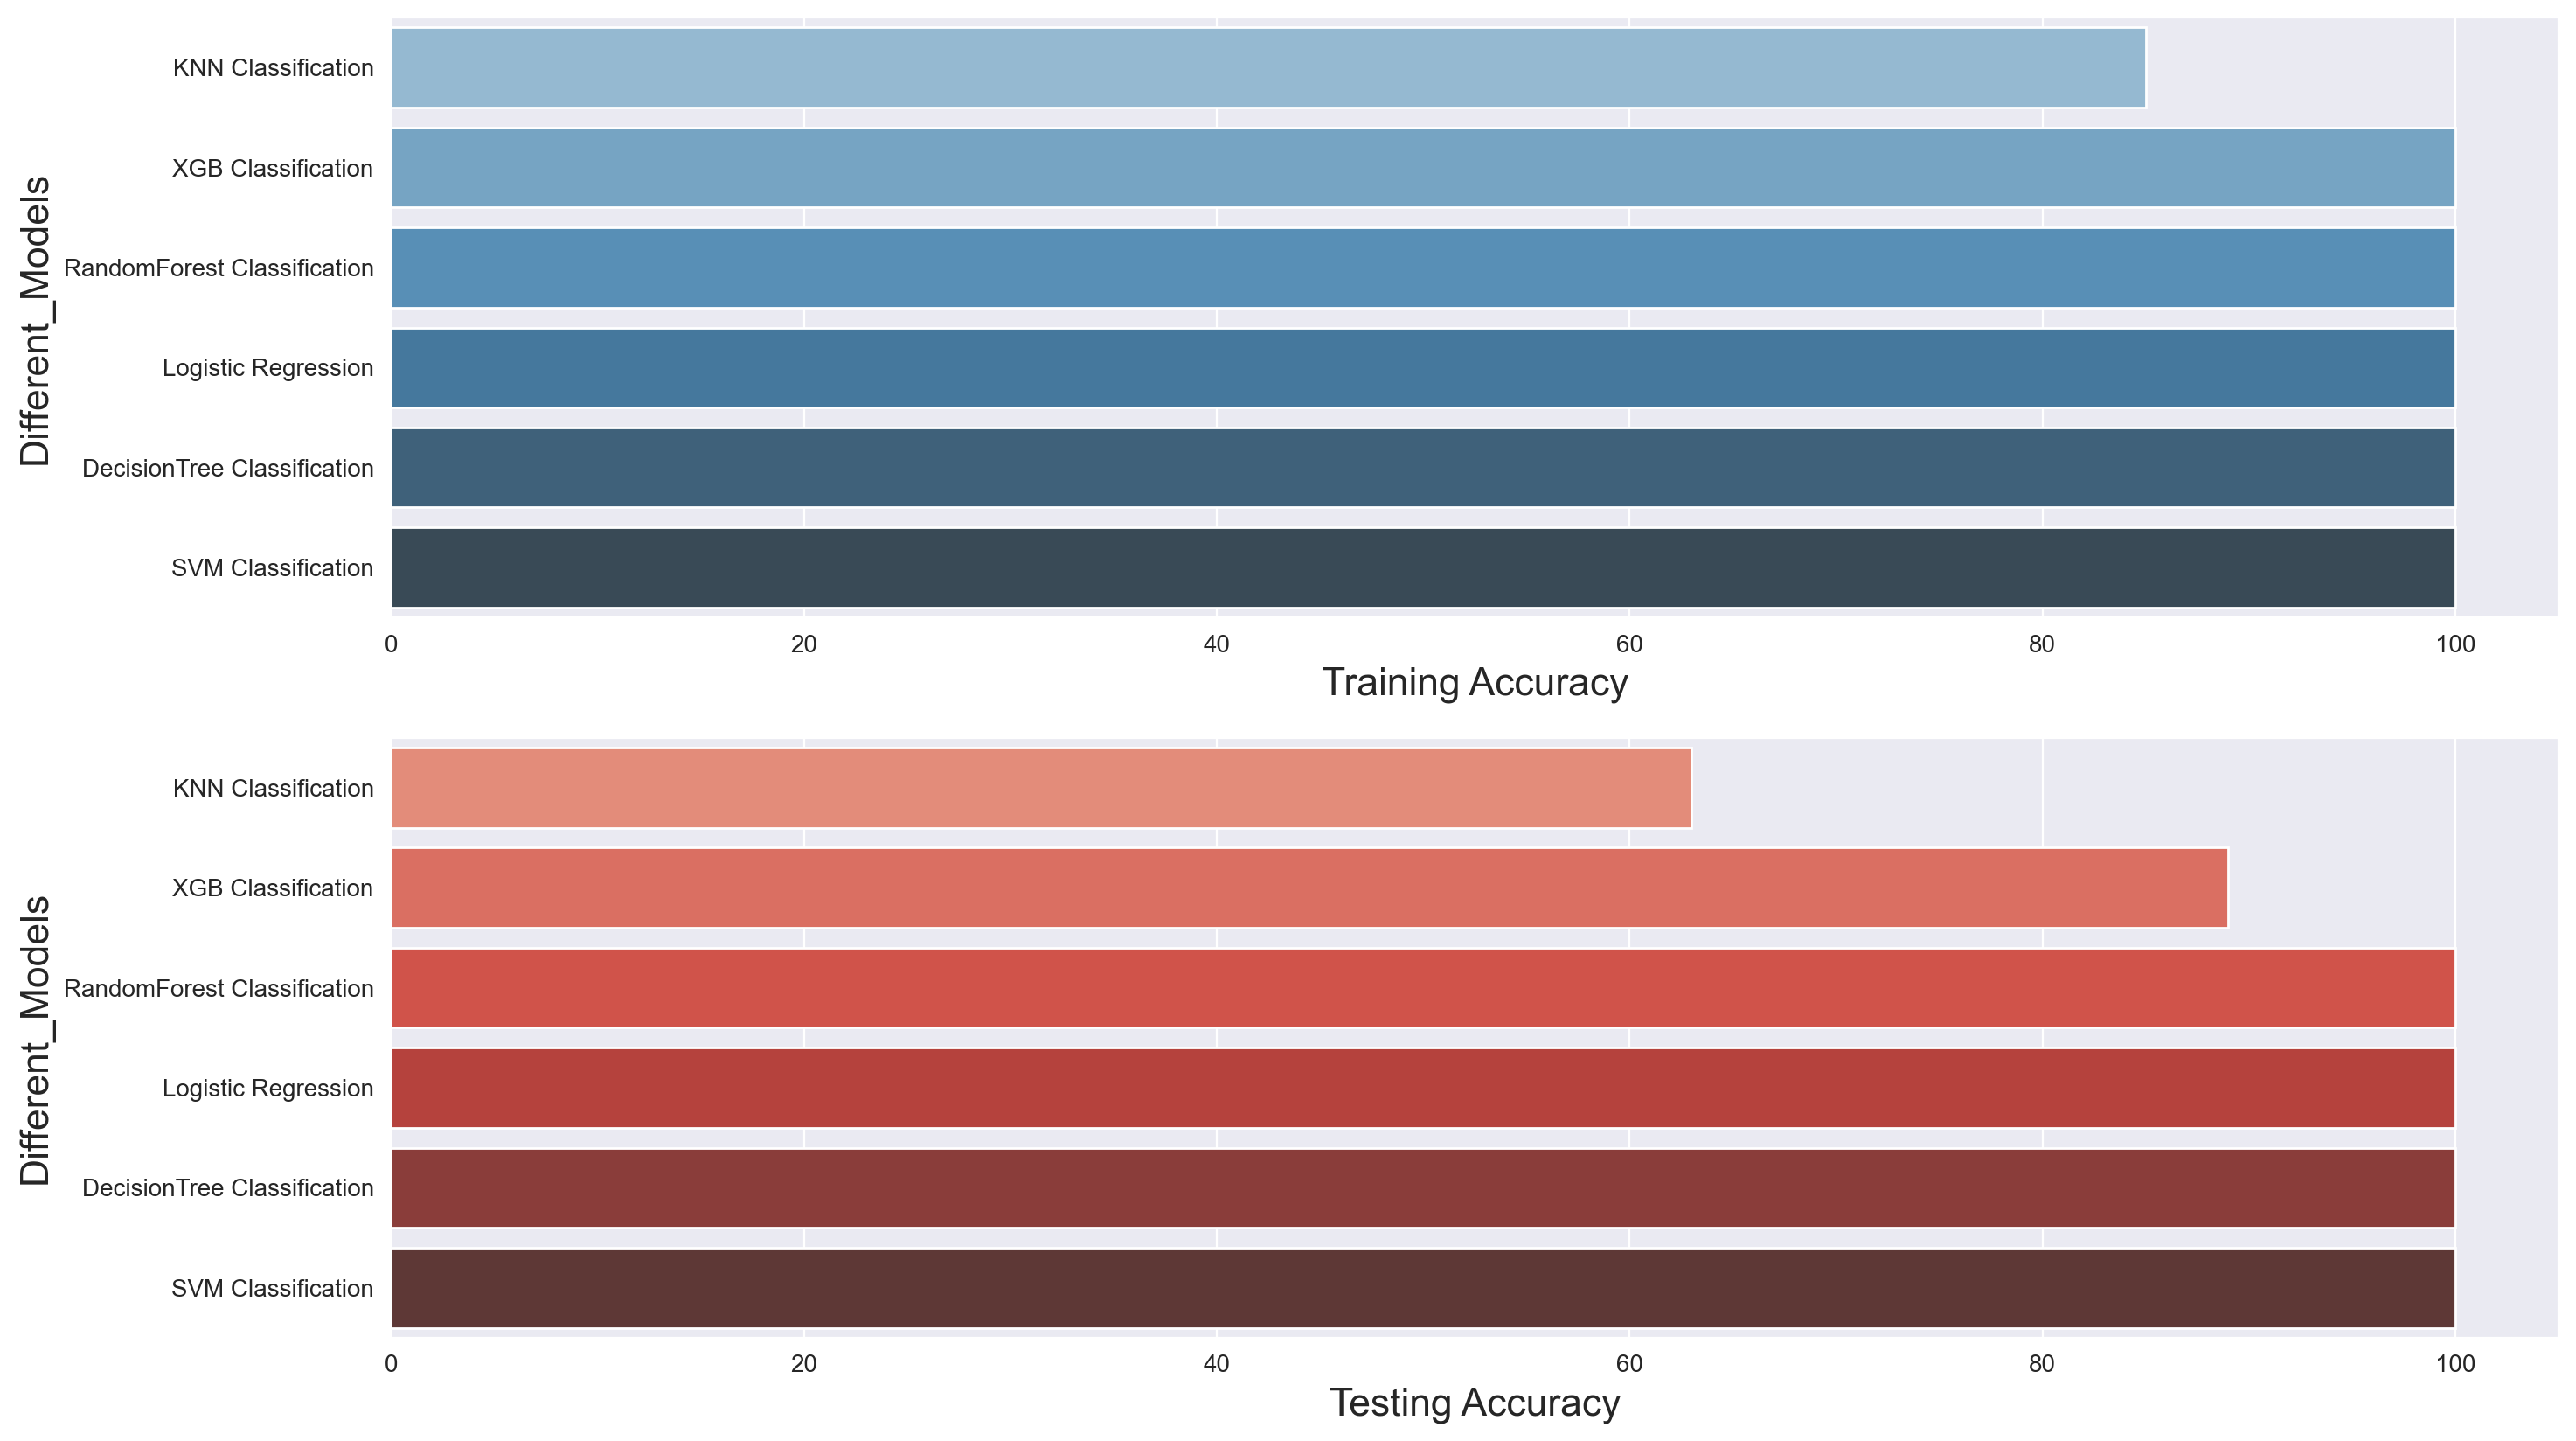 Different_Models
KNN Classification
XGB Classification
RandomForest Classification
Logistic Regression
DecisionTree Classification
SVM Classification
0 20 40 60 80 100
Training Accuracy
Different_Models
KNN Classification
XGB Classification
RandomForest Classification
Logistic Regression
DecisionTree Classification
SVM Classification
0 20 40 60 80 100
Testing Accuracy